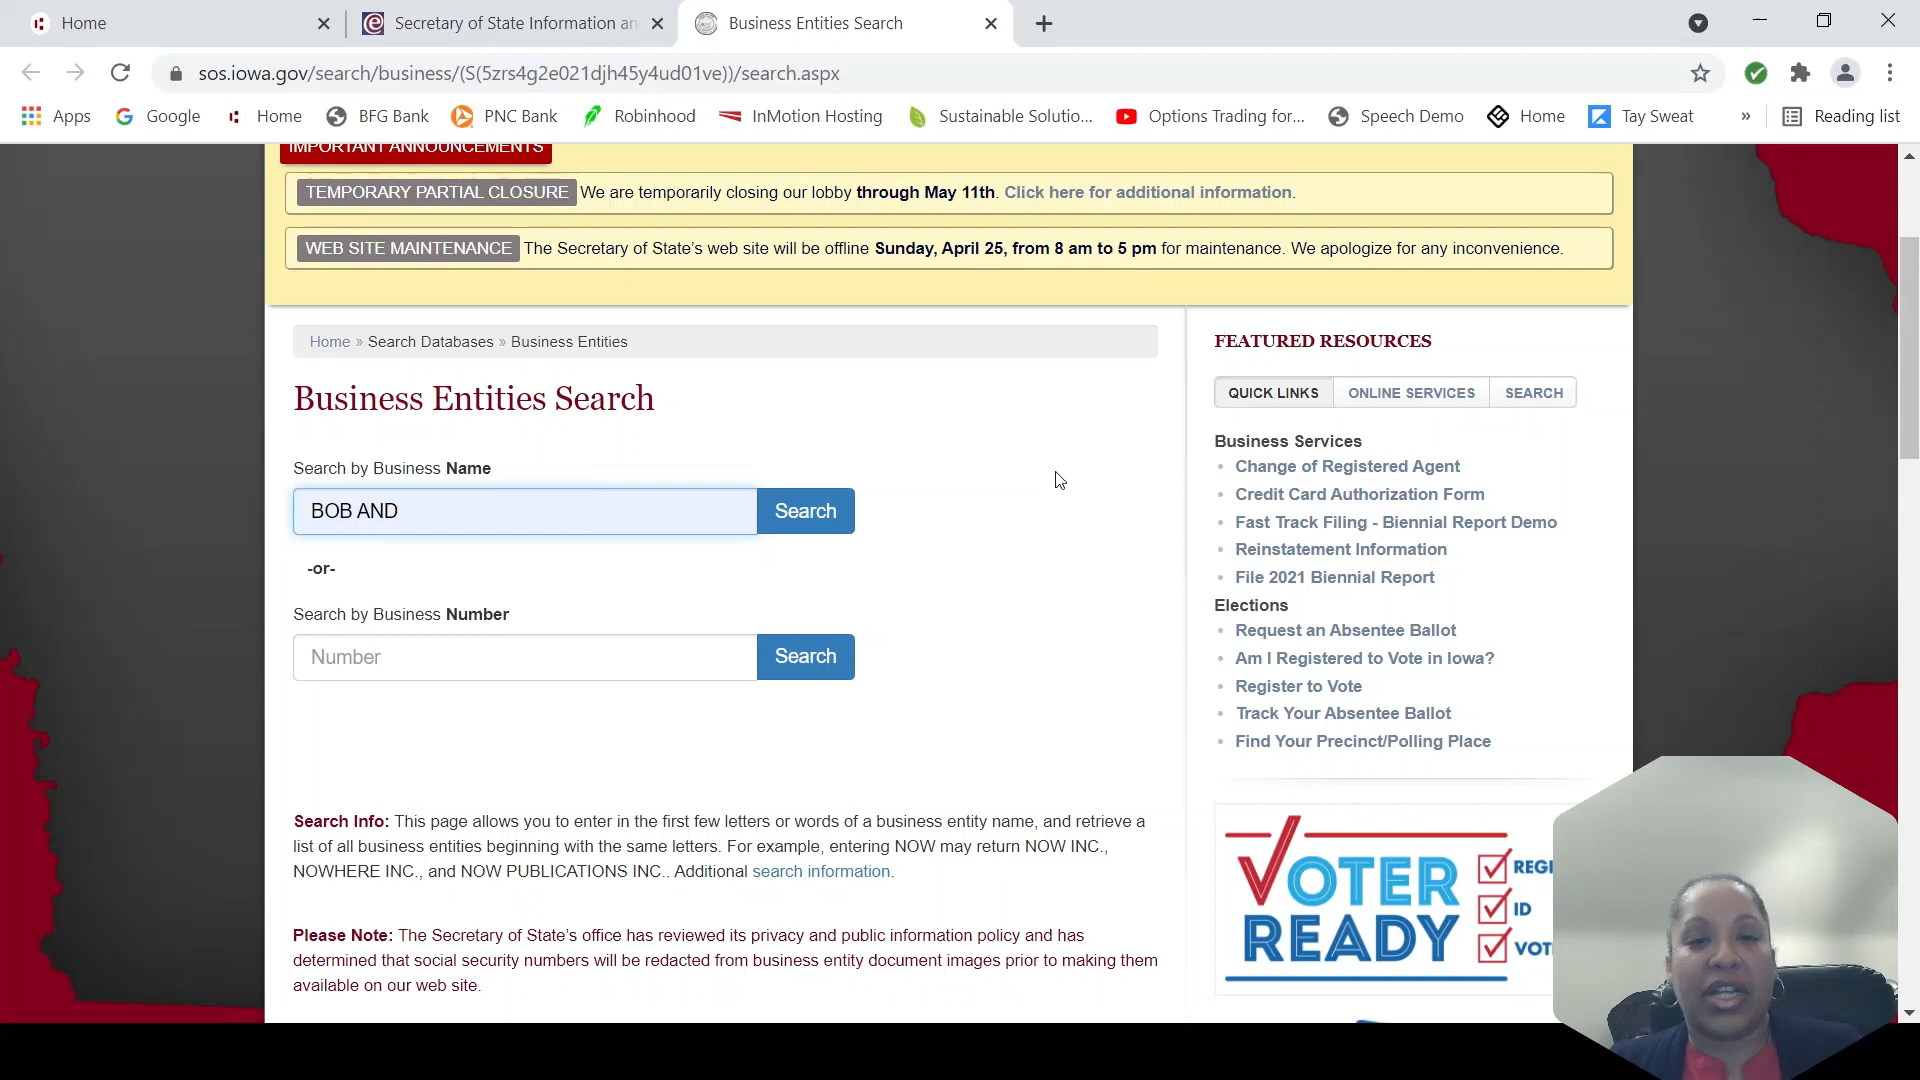 Home
Secretary of State Information an
Business Entities Search
sos.iowa.gov/search/business/(S(5zrs4g2e021djh45y4ud01ve))/search.aspx
Apps
Google
Home
BFG Bank
PNC Bank
Robinhood
InMotion Hosting
Sustainable Solutio...
Options Trading for...
Speech Demo
Home
Tay Sweat
»
Reading list
IMPORTANT ANNOUNCEMENTS
TEMPORARY PARTIAL CLOSURE We are temporarily closing our lobby through May 11th. Click here for additional information.
WEB SITE MAINTENANCE The Secretary of State's web site will be offline Sunday, April 25, from 8 am to 5 pm for maintenance. We apologize for any inconvenience.
Home » Search Databases » Business Entities
Business Entities Search
Search by Business Name
BOB AND
Search
-or-
Search by Business Number
Number
Search
Search Info: This page allows you to enter in the first few letters or words of a business entity name, and retrieve a
list of all business entities beginning with the same letters. For example, entering NOW may return NOW INC.,
NOWHERE INC., and NOW PUBLICATIONS INC.. Additional search information.
Please Note: The Secretary of State's office has reviewed its privacy and public information policy and has
determined that social security numbers will be redacted from business entity document images prior to making them
available on our web site.
FEATURED RESOURCES
QUICK LINKS
ONLINE SERVICES
SEARCH
Business Services
• Change of Registered Agent
• Credit Card Authorization Form
• Fast Track Filing - Biennial Report Demo
• Reinstatement Information
• File 2021 Biennial Report
Elections
• Request an Absentee Ballot
• Am I Registered to Vote in Iowa?
• Register to Vote
• Track Your Absentee Ballot
• Find Your Precinct/Polling Place
VOTER
READY
REGI
ID
VOT